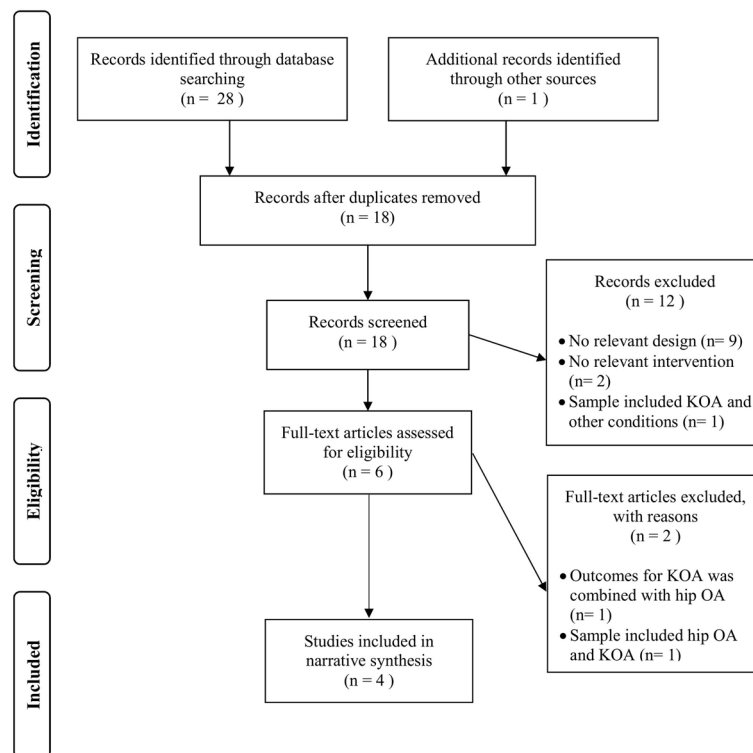 Identification
Records identified through database
searching
(n =  28 )
Additional records identified
through other sources
(n = 1 )
Records after duplicates removed
(n = 18)
Screening
Records screened
(n = 18 )
Records excluded
(n = 12 )
• No relevant design (n= 9)
• No relevant intervention
(n= 2)
• Sample included KOA and
other conditions (n= 1)
Eligibility
Full-text articles assessed
for eligibility
(n = 6 )
Full-text articles excluded,
with reasons
(n = 2 )
• Outcomes for KOA was
combined with hip OA
(n= 1)
• Sample included hip OA
and KOA (n= 1)
Included
Studies included in
narrative synthesis
(n = 4 )